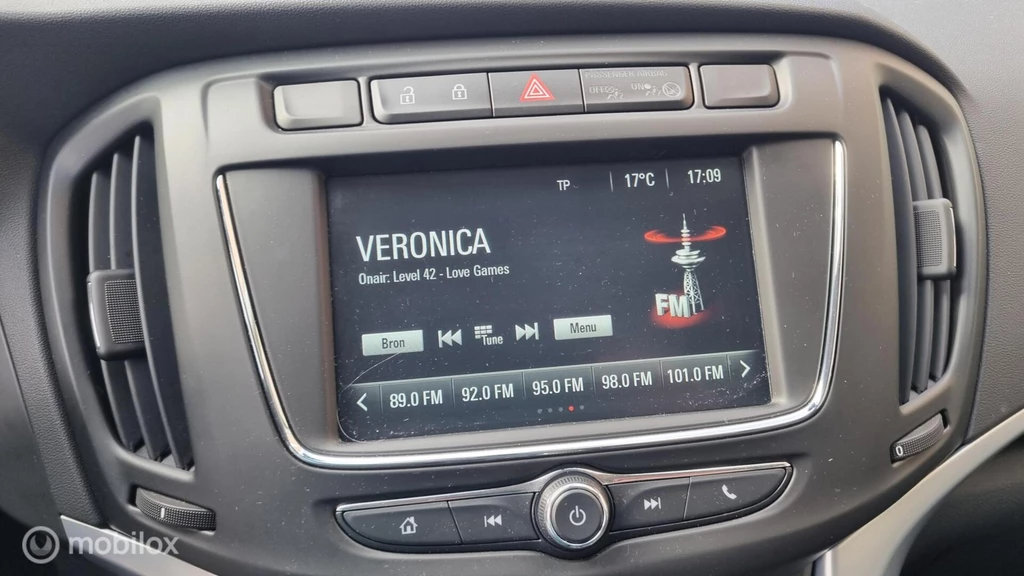 PASSENGER AIRBAG
OFF ON
TP 17°C 17:09
VERONICA
Onair: Level 42 - Love Games
FM
Bron Tune Menu
89.0 FM 92.0 FM 95.0 FM 98.0 FM 101.0 FM
0
mobilox